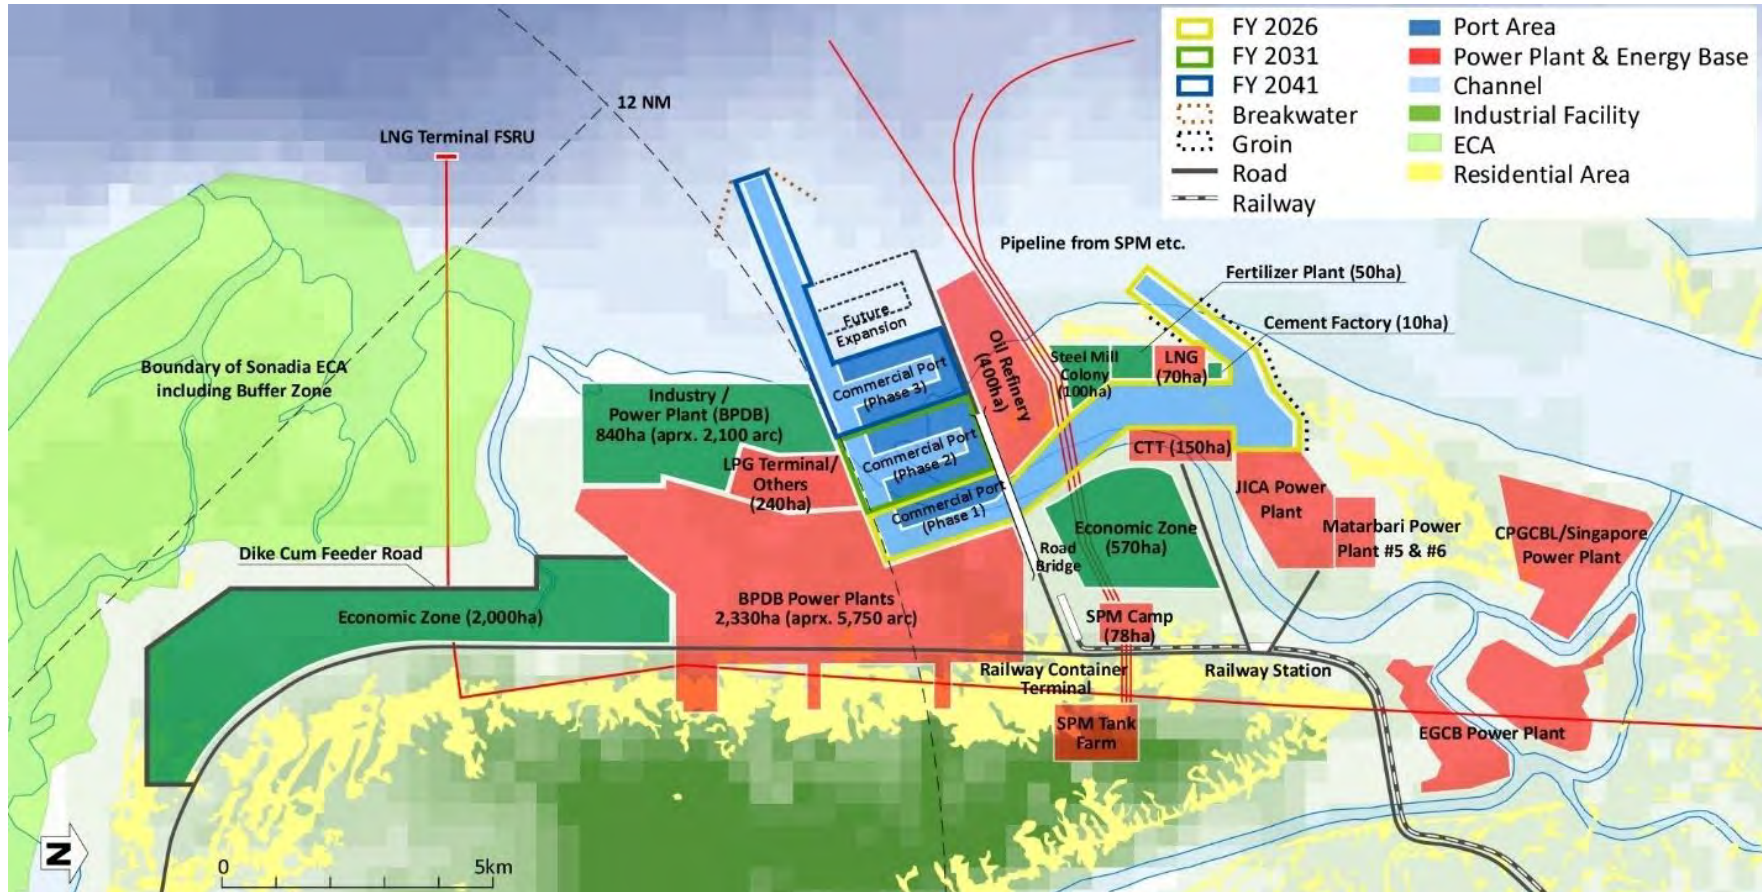 FY 2026
FY 2031
FY 2041
Breakwater
Groin
Road
Railway
Port Area
Power Plant & Energy Base
Channel
Industrial Facility
ECA
Residential Area
12 NM
LNG Terminal FSRU
Pipeline from SPM etc.
Fertilizer Plant (50ha)
Cement Factory (10ha)
Future
Expansion
Oil Refinery
(400ha)
Steel Mill
Colony
(100ha)
LNG
(70ha)
Boundary of Sonadia ECA
including Buffer Zone
Industry /
Power Plant (BPDB)
840ha (aprx. 2,100 arc)
Commercial Port
(Phase 3)
Commercial Port
(Phase 2)
Commercial Port
(Phase 1)
LPG Terminal/
Others
(240ha)
CTT (150ha)
JICA Power
Plant
Matarbari Power
Plant #5 & #6
CPGCBL/Singapore
Power Plant
Economic Zone
(570ha)
Road
Bridge
Dike Cum Feeder Road
Economic Zone (2,000ha)
BPDB Power Plants
2,330ha (aprx. 5,750 arc)
SPM Camp
(78ha)
Railway Container
Terminal
Railway Station
SPM Tank
Farm
EGCB Power Plant
N
0 5km